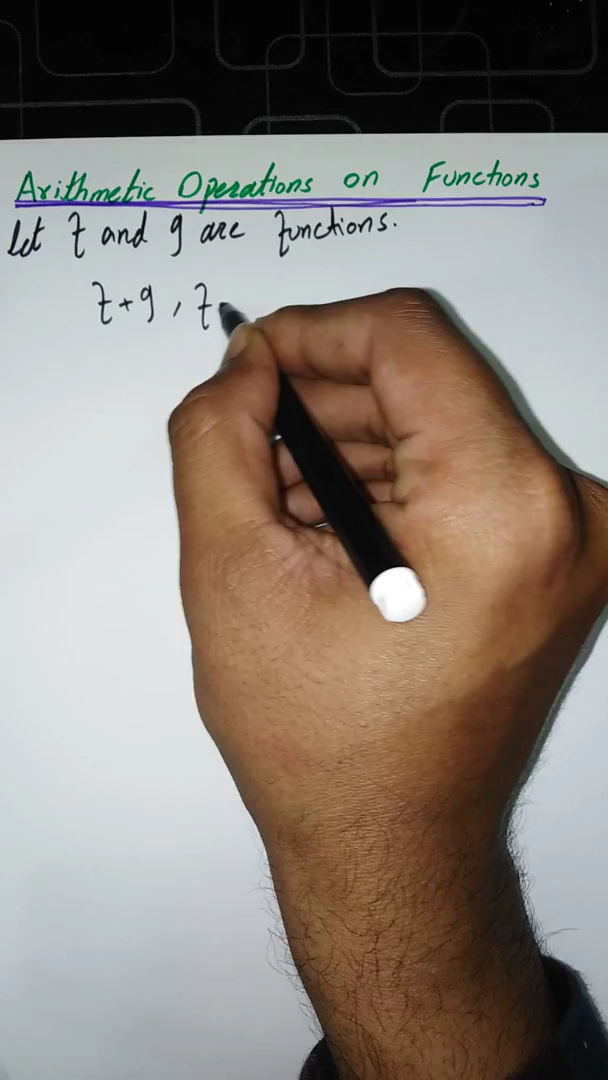 Arithmetic Operations on Functions
let f and g are functions.
f+g, f-